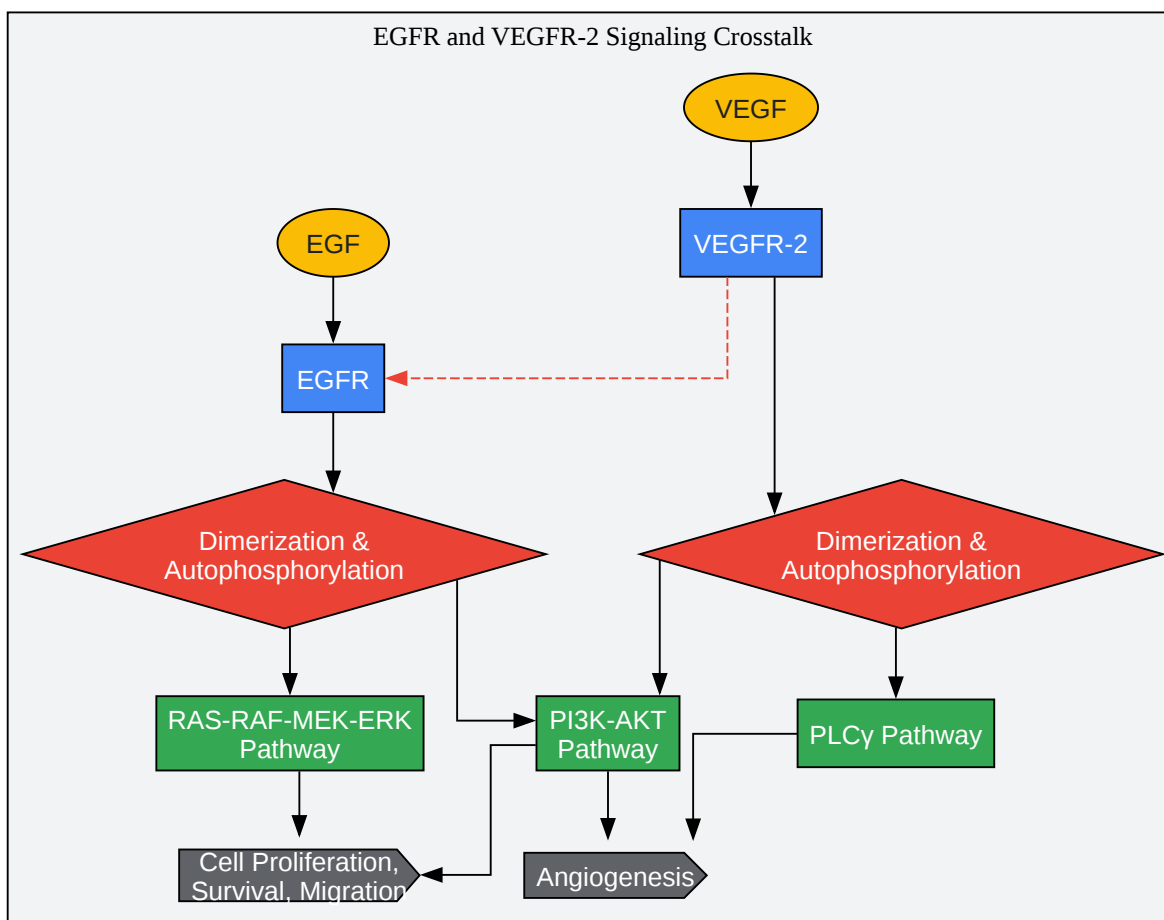 EGFR and VEGFR-2 Signaling Crosstalk
VEGF
EGF
VEGFR-2
EGFR
Dimerization &
Autophosphorylation
Dimerization &
Autophosphorylation
RAS-RAF-MEK-ERK
Pathway
PI3K-AKT
Pathway
PLCγ Pathway
Cell Proliferation,
Survival, Migration
Angiogenesis